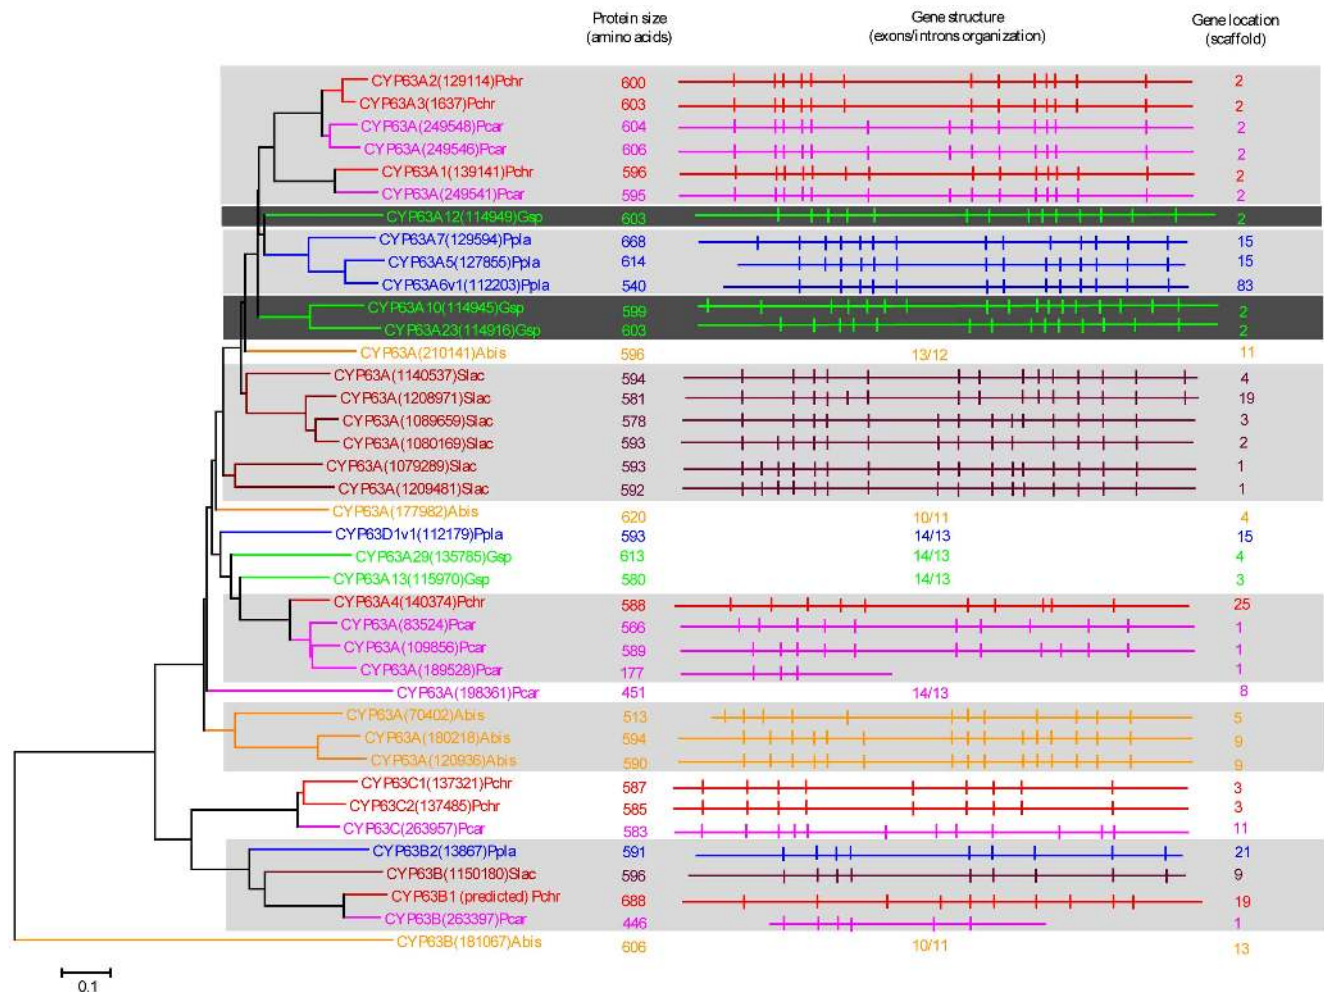 Protein size Gene structure Gene location
(amino acids) (exons/introns organization) (scaffold)
CYP63A2(129114)Pchr 600 2
CYP63A3(1637)Pchr 603 2
CYP63A(249548)Pcar 604 2
CYP63A(249546)Pcar 606 2
CYP63A1(139141)Pchr 596 2
CYP63A(249541)Pcar 595 2
CYP63A12(114949)Gsp 603 2
CYP63A7(129594)Ppla 668 15
CYP63A5(127855)Ppla 614 15
CYP63A6v1(112203)Ppla 540 83
CYP63A10(114945)Gsp 599 2
CYP63A23(114916)Gsp 603 2
CYP63A(210141)Abis 596 13/12 11
CYP63A(1140537)Slac 594 4
CYP63A(1208971)Slac 581 19
CYP63A(1089659)Slac 578 3
CYP63A(1080169)Slac 593 2
CYP63A(1079289)Slac 593 1
CYP63A(1209481)Slac 592 1
CYP63A(177982)Abis 620 10/11 4
CYP63D1v1(112179)Ppla 593 14/13 15
CYP63A29(135785)Gsp 613 14/13 4
CYP63A13(115970)Gsp 580 14/13 3
CYP63A4(140374)Pchr 588 25
CYP63A(83524)Pcar 566 1
CYP63A(109856)Pcar 589 1
CYP63A(189528)Pcar 177 1
CYP63A(198361)Pcar 451 14/13 8
CYP63A(70402)Abis 513 5
CYP63A(180218)Abis 594 9
CYP63A(120936)Abis 590 9
CYP63C1(137321)Pchr 587 3
CYP63C2(137485)Pchr 585 3
CYP63C(263957)Pcar 583 11
CYP63B2(13867)Ppla 591 21
CYP63B(1150180)Slac 596 9
CYP63B1 (predicted) Pchr 688 19
CYP63B(263397)Pcar 446 1
CYP63B(181067)Abis 606 10/11 13
0.1